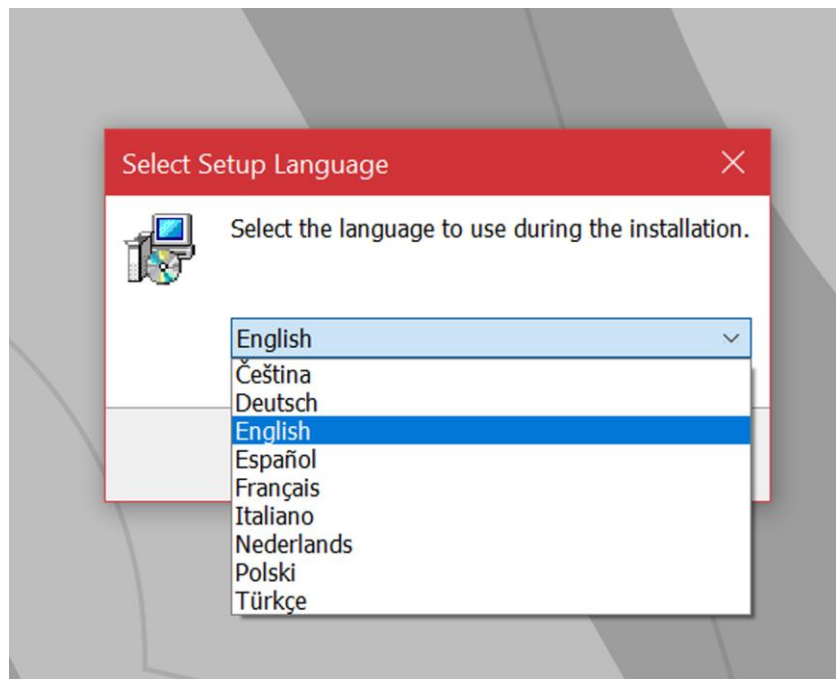 Select Setup Language
Select the language to use during the installation.
English
Čeština
Deutsch
English
Español
Français
Italiano
Nederlands
Polski
Türkçe